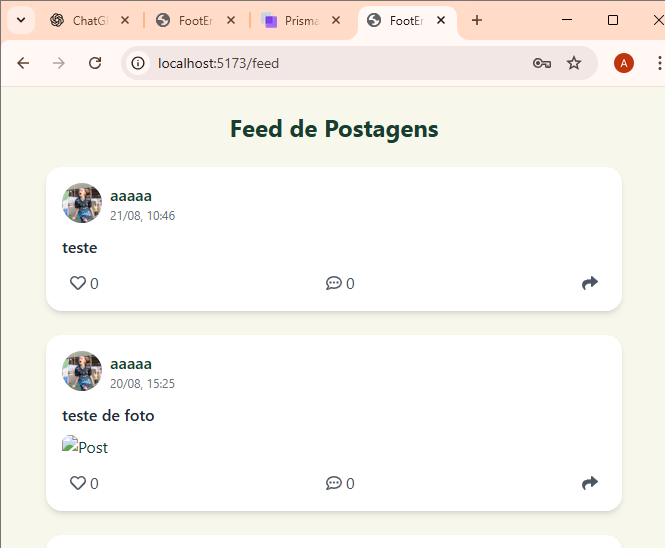 ChatG
FootEr
Prisma
FootEr
localhost:5173/feed
A
Feed de Postagens
aaaaa
21/08, 10:46
teste
0
0
aaaaa
20/08, 15:25
teste de foto
Post
0
0